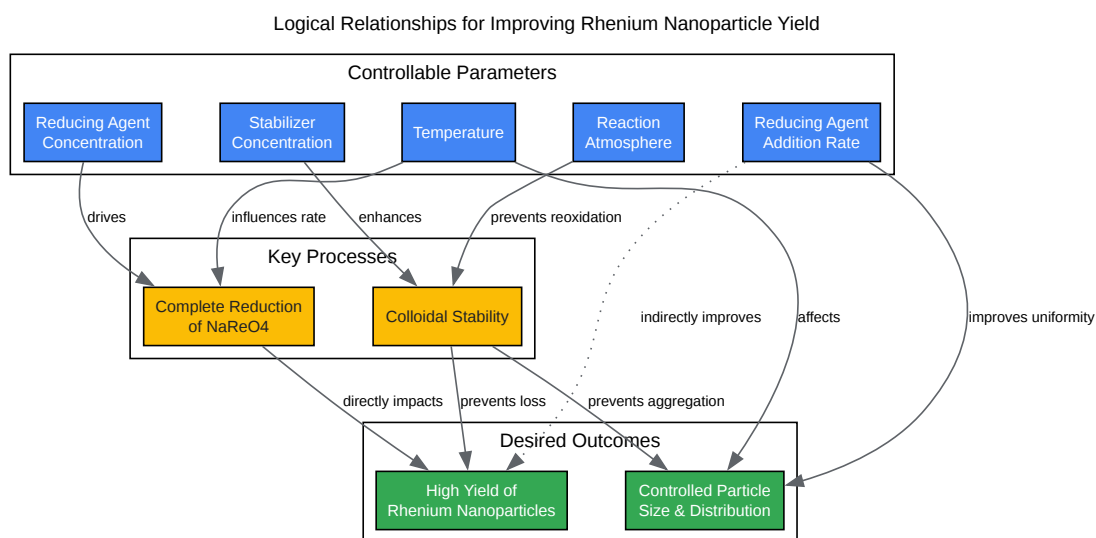 Logical Relationships for Improving Rhenium Nanoparticle Yield
Controllable Parameters
Reducing Agent
Concentration
Stabilizer
Concentration
Temperature
Reaction
Atmosphere
Reducing Agent
Addition Rate
drives
influences rate
enhances
prevents reoxidation
Key Processes
Complete Reduction
of NaReO4
Colloidal Stability
indirectly improves
affects
improves uniformity
directly impacts
prevents loss
prevents aggregation
Desired Outcomes
High Yield of
Rhenium Nanoparticles
Controlled Particle
Size & Distribution